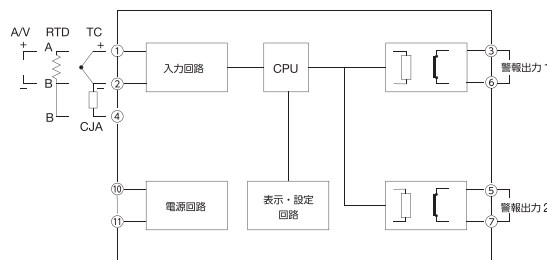 A/V RTD TC
+ A +
① 入力回路 CPU ③ 警報出力 1
− B − ② ⑥
B ④
CJA
⑩ 電源回路 表示・設定
回路 ⑤ 警報出力 2
⑪ ⑦